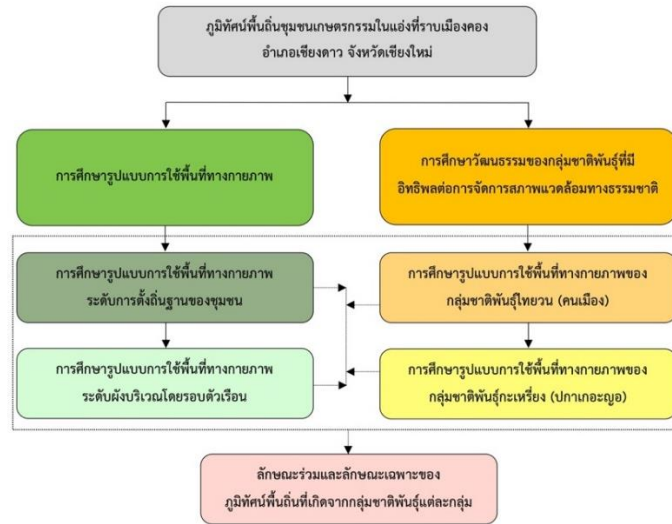 ภูมิทัศน์พื้นถิ่นชุมชนเกษตรกรรมในแอ่งที่ราบเมืองคอง
อำเภอเชียงดาว จังหวัดเชียงใหม่
การศึกษารูปแบบการใช้พื้นที่ทางกายภาพ
การศึกษาวัฒนธรรมของกลุ่มชาติพันธุ์ที่มี
อิทธิพลต่อการจัดการสภาพแวดล้อมทางธรรมชาติ
การศึกษารูปแบบการใช้พื้นที่ทางกายภาพ
ระดับการตั้งถิ่นฐานของชุมชน
การศึกษารูปแบบการใช้พื้นที่ทางกายภาพของ
กลุ่มชาติพันธุ์ไทยวน (คนเมือง)
การศึกษารูปแบบการใช้พื้นที่ทางกายภาพ
ระดับผังบริเวณโดยรอบตัวเรือน
การศึกษารูปแบบการใช้พื้นที่ทางกายภาพของ
กลุ่มชาติพันธุ์กะเหรี่ยง (ปกาเกอะญอ)
ลักษณะร่วมและลักษณะเฉพาะของ
ภูมิทัศน์พื้นถิ่นที่เกิดจากกลุ่มชาติพันธุ์แต่ละกลุ่ม